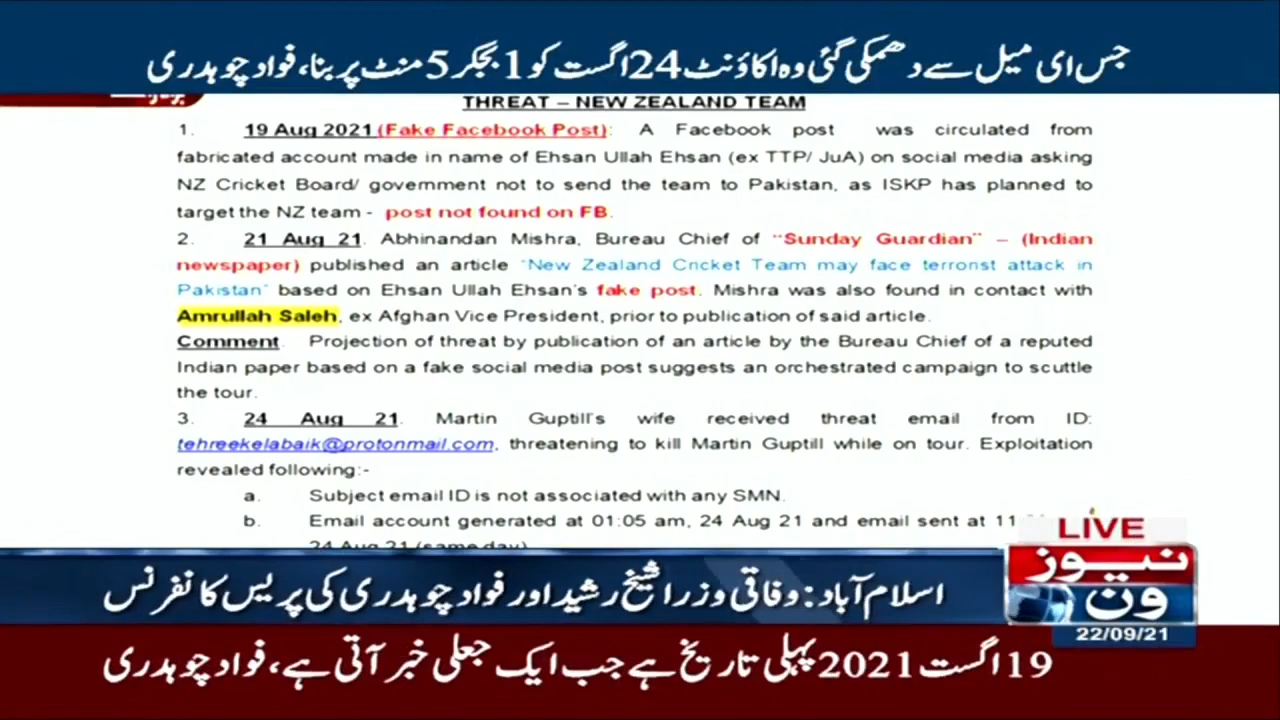 جس ای میل سے دھمکی گئی وہ اکاؤنٹ 24 اگست کو 1 بجکر 5 منٹ پر بنا، فواد چوہدری
THREAT – NEW ZEALAND TEAM
1. 19 Aug 2021 (Fake Facebook Post): A Facebook post was circulated from
fabricated account made in name of Ehsan Ullah Ehsan (ex TTP/ JuA) on social media asking
NZ Cricket Board/ government not to send the team to Pakistan, as ISKP has planned to
target the NZ team - post not found on FB.
2. 21 Aug 21. Abhinandan Mishra, Bureau Chief of "Sunday Guardian" – (Indian
newspaper) published an article "New Zealand Cricket Team may face terrorist attack in
Pakistan" based on Ehsan Ullah Ehsan's fake post. Mishra was also found in contact with
Amrullah Saleh, ex Afghan Vice President, prior to publication of said article.
Comment. Projection of threat by publication of an article by the Bureau Chief of a reputed
Indian paper based on a fake social media post suggests an orchestrated campaign to scuttle
the tour.
3. 24 Aug 21. Martin Guptill's wife received threat email from ID:
tehreekelabaik@protonmail.com, threatening to kill Martin Guptill while on tour. Exploitation
revealed following:-
a. Subject email ID is not associated with any SMN.
b. Email account generated at 01:05 am, 24 Aug 21 and email sent at 11
24 Aug 21 (same day)
LIVE
نیوز
ون
22/09/21
اسلام آباد: وفاقی وزرا شیخ رشید اور فواد چوہدری کی پریس کانفرنس
19 اگست 2021 پہلی تاریخ ہے جب ایک جعلی خبر آتی ہے، فواد چوہدری